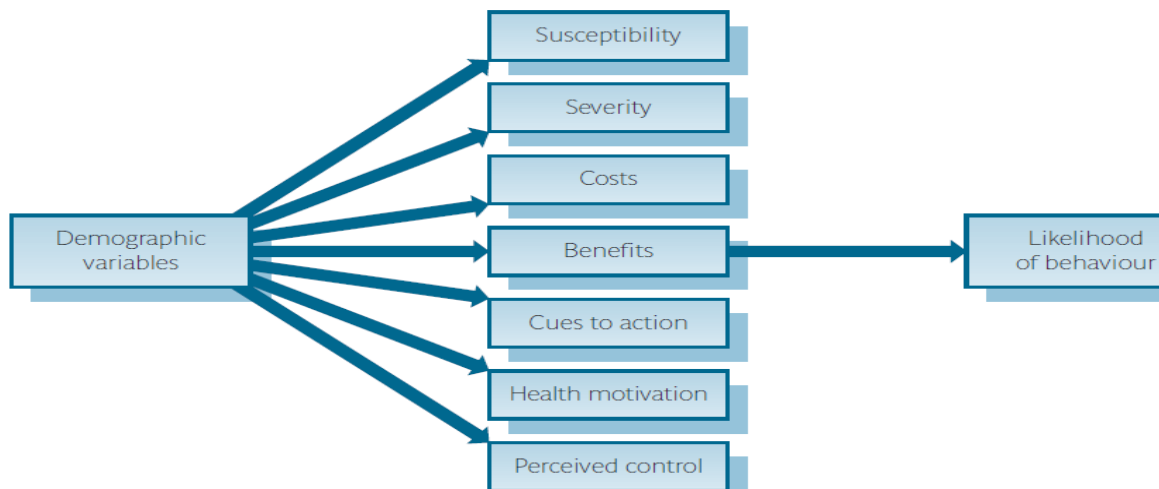 Susceptibility
Severity
Costs
Demographic
variables
Benefits
Likelihood
of behaviour
Cues to action
Health motivation
Perceived control